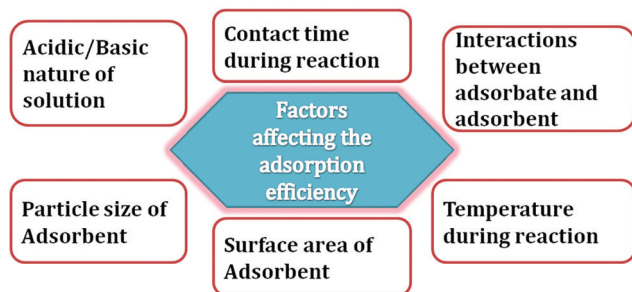 Acidic/Basic
nature of
solution
Contact time
during reaction
Interactions
between
adsorbate and
adsorbent
Factors
affecting the
adsorption
efficiency
Particle size of
Adsorbent
Surface area of
Adsorbent
Temperature
during reaction